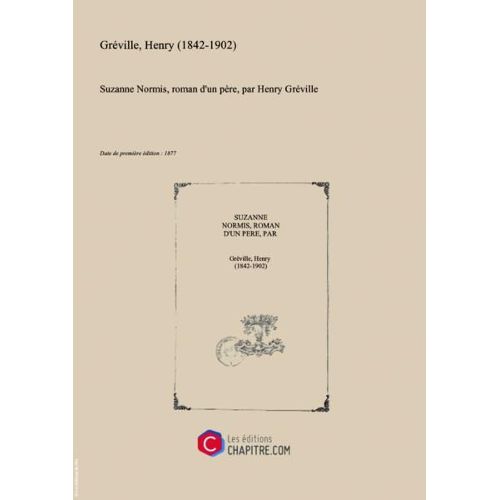 Gréville, Henry (1842-1902)
Suzanne Normis, roman d'un père, par Henry Gréville
Date de première édition : 1877
SUZANNE
NORMIS, ROMAN
D'UN PERE, PAR
Gréville, Henry
(1842-1902)
Les éditions
CHAPITRE.COM